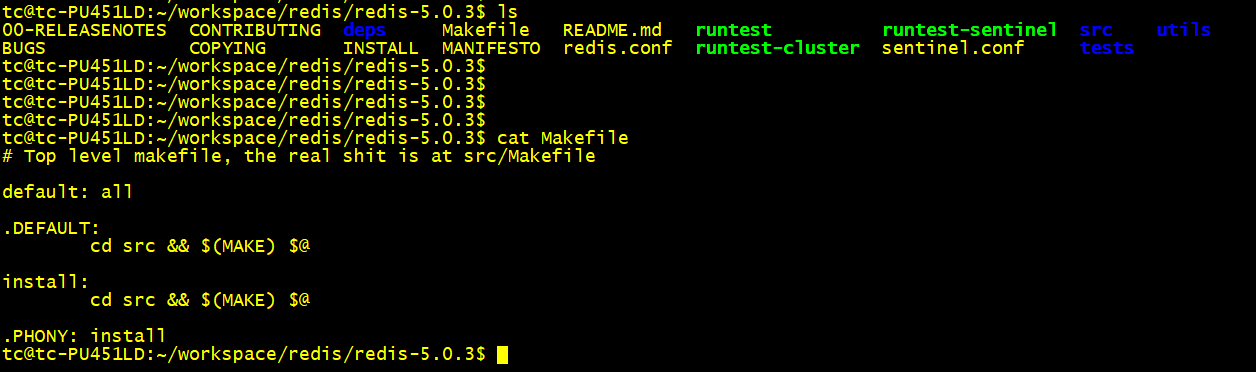 tc@tc-PU451LD:~/workspace/redis/redis-5.0.3$ ls
00-RELEASENOTES  CONTRIBUTING  deps     Makefile   README.md   runtest          runtest-sentinel  src    utils
BUGS             COPYING       INSTALL  MANIFESTO  redis.conf  runtest-cluster  sentinel.conf     tests
tc@tc-PU451LD:~/workspace/redis/redis-5.0.3$
tc@tc-PU451LD:~/workspace/redis/redis-5.0.3$
tc@tc-PU451LD:~/workspace/redis/redis-5.0.3$
tc@tc-PU451LD:~/workspace/redis/redis-5.0.3$
tc@tc-PU451LD:~/workspace/redis/redis-5.0.3$ cat Makefile
# Top level makefile, the real shit is at src/Makefile

default: all

.DEFAULT:
        cd src && $(MAKE) $@

install:
        cd src && $(MAKE) $@

.PHONY: install
tc@tc-PU451LD:~/workspace/redis/redis-5.0.3$